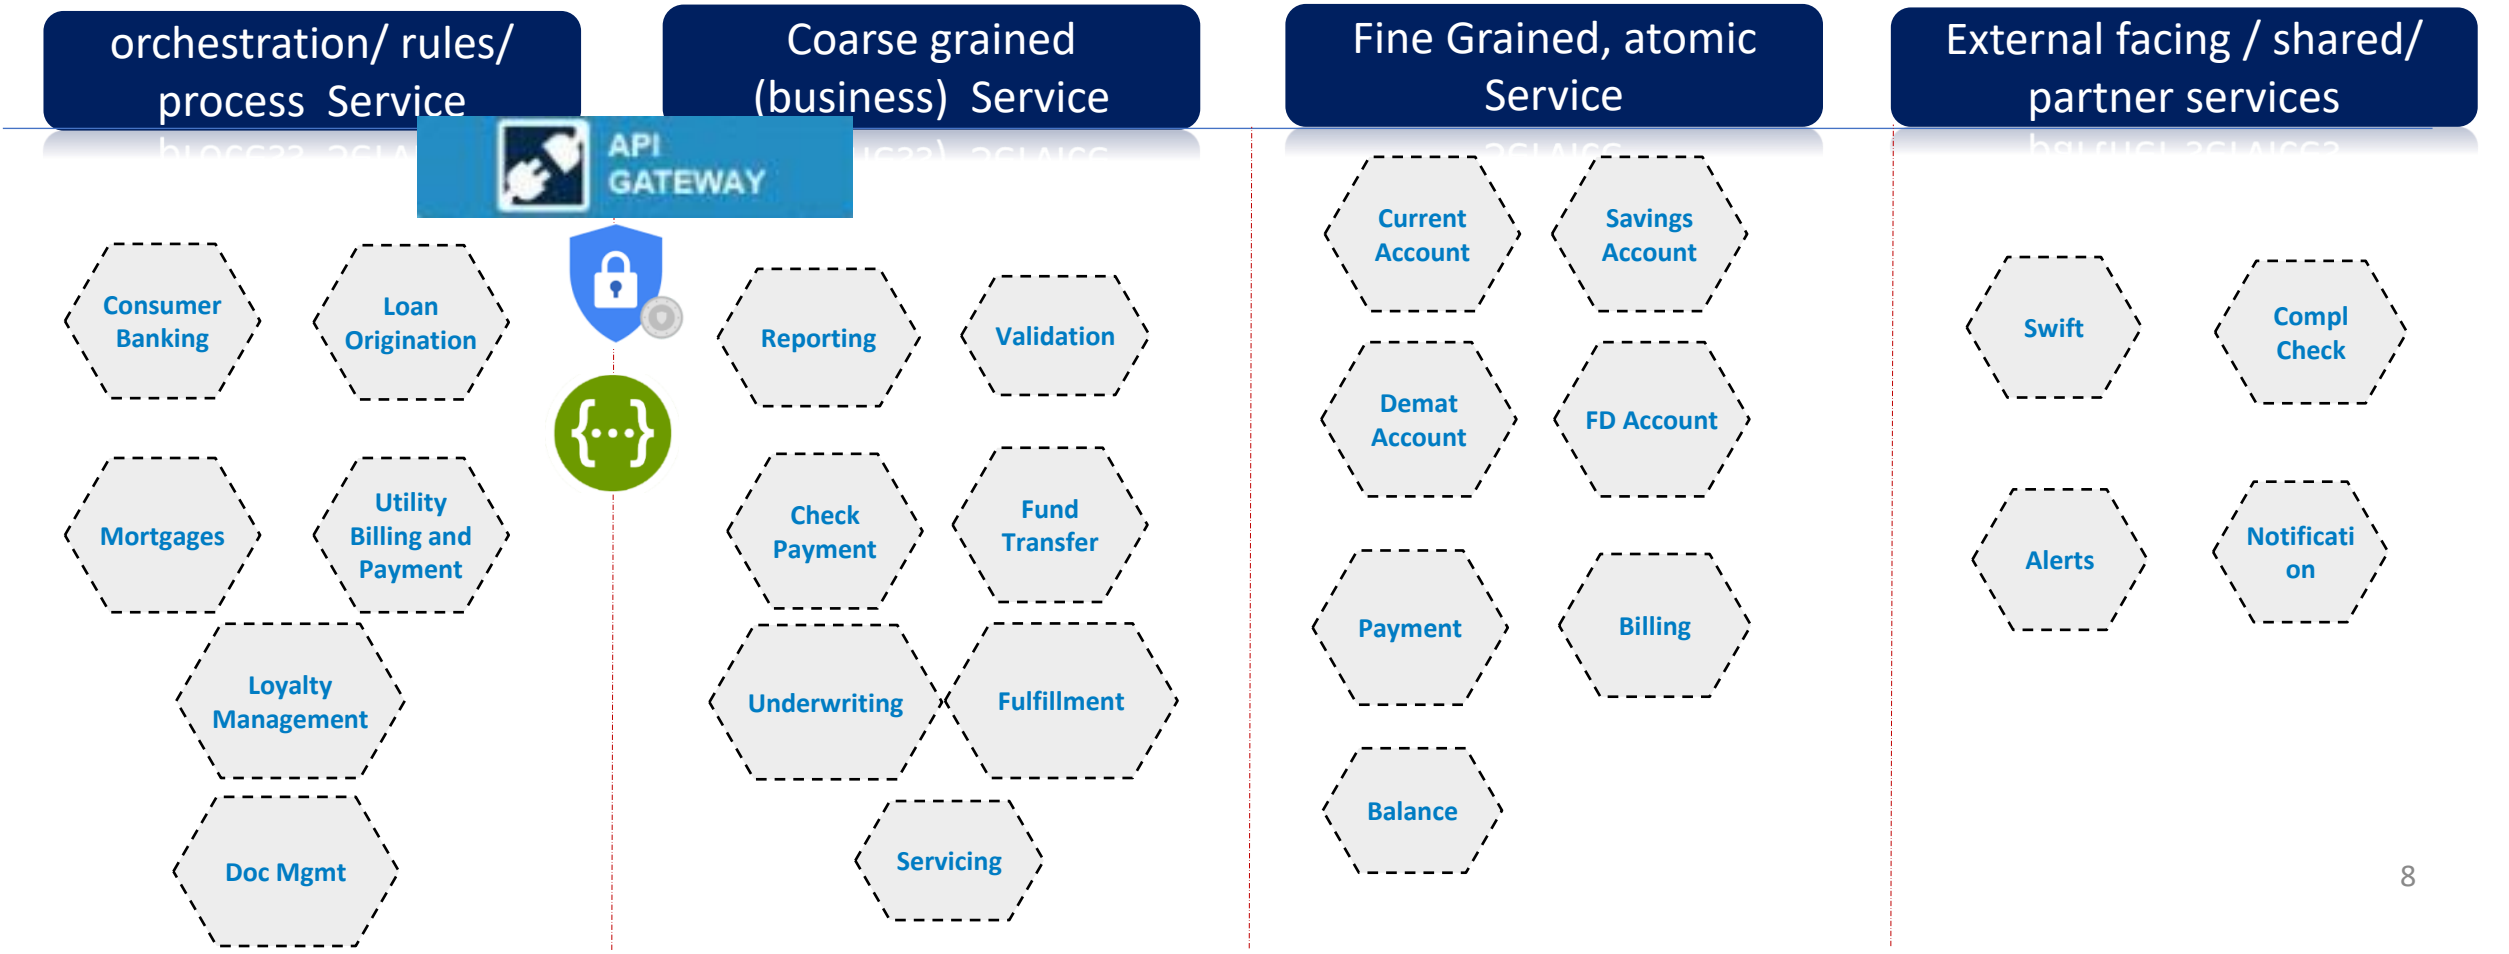 orchestration/ rules/
process Service
Coarse grained
(business) Service
Fine Grained, atomic
Service
External facing / shared/
partner services
API
GATEWAY
Consumer
Banking
Loan
Origination
Mortgages
Utility
Billing and
Payment
Loyalty
Management
Doc Mgmt
{...}
Reporting
Validation
Check
Payment
Fund
Transfer
Underwriting
Fulfillment
Servicing
Current
Account
Savings
Account
Demat
Account
FD Account
Payment
Billing
Balance
Swift
Compl
Check
Alerts
Notificati
on
8